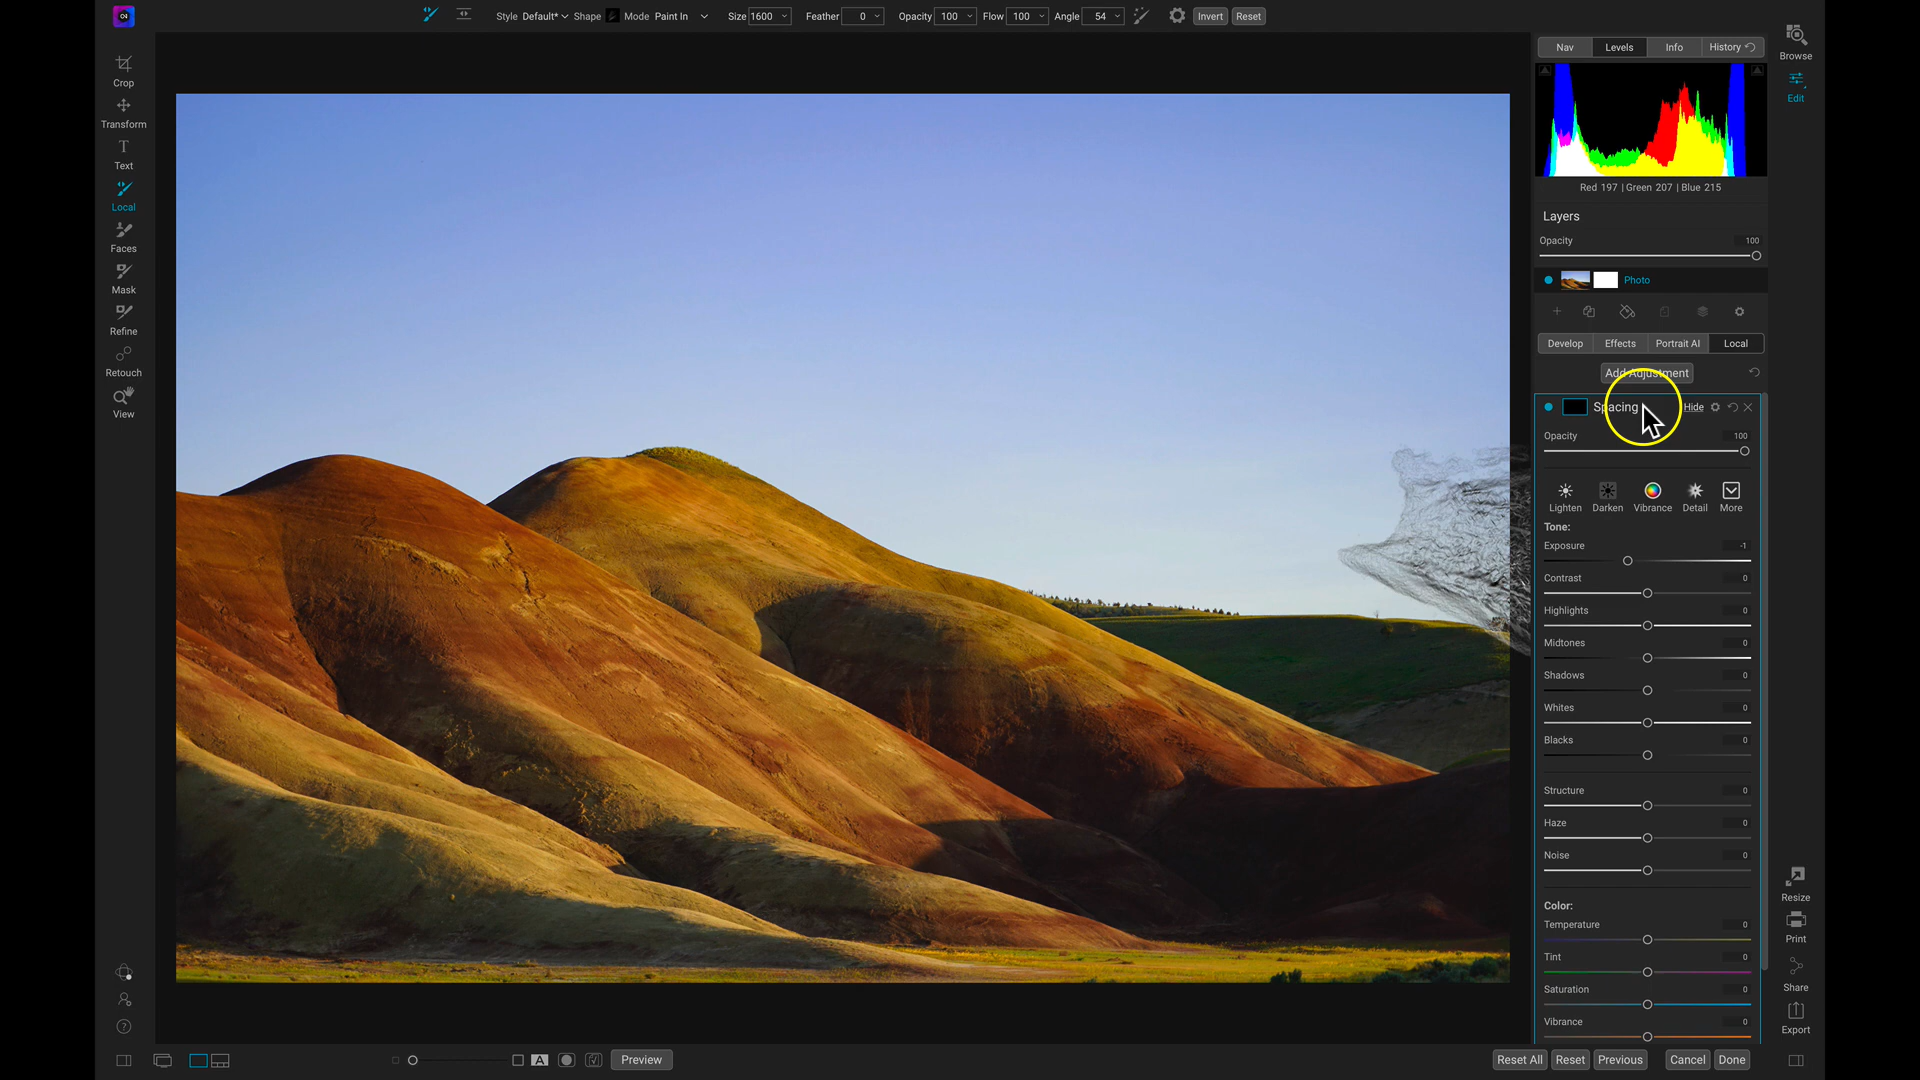 Style Default* Shape Mode Paint In Size 1600 Feather 0 Opacity 100 Flow 100 Angle 54 Invert Reset
Crop
Transform
Text
Local
Faces
Mask
Refine
Retouch
View
Nav Levels Info History
Red 197 | Green 207 | Blue 215
Layers
Opacity 100
Photo
Develop Effects Portrait AI Local
Add Adjustment
Spacing Hide
Opacity 100
Lighten Darken Vibrance Detail More
Tone:
Exposure -1
Contrast 0
Highlights 0
Midtones 0
Shadows 0
Whites 0
Blacks 0
Structure 0
Haze 0
Noise 0
Color:
Temperature 0
Tint 0
Saturation 0
Vibrance 0
Browse
Edit
Resize
Print
Share
Export
A Preview
Reset All Reset Previous Cancel Done